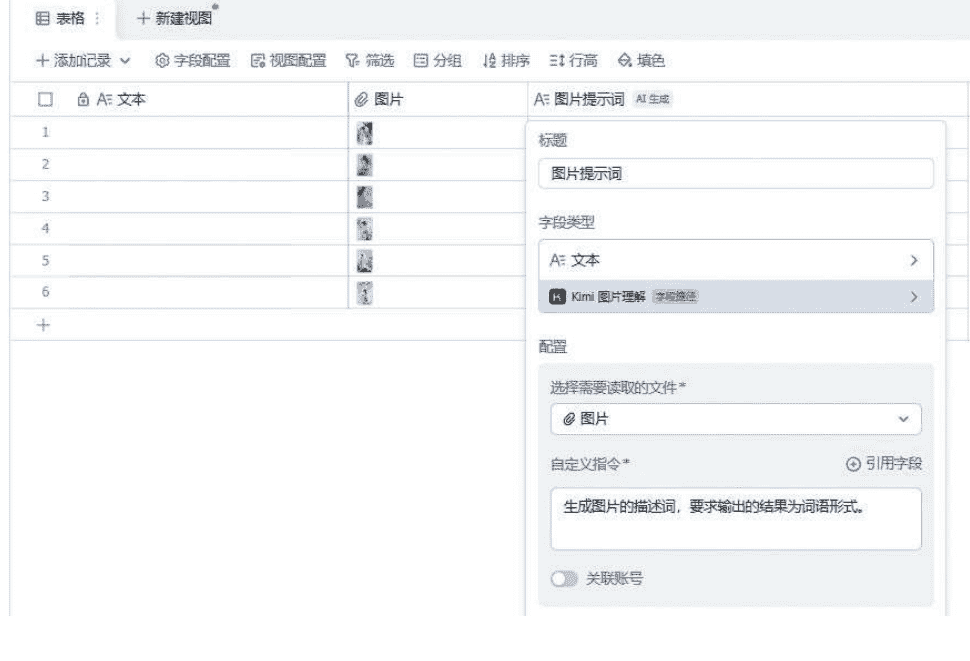 表格
新建视图
添加记录 字段配置 视图配置 筛选 分组 排序 行高 填色
文本 图片 图片提示词 AI 生成
1
2
3
4
5
6
标题
图片提示词
字段类型
文本
Kimi 图片理解 字段捷径
配置
选择需要读取的文件*
图片
自定义指令* 引用字段
生成图片的描述词，要求输出的结果为词语形式。
关联账号